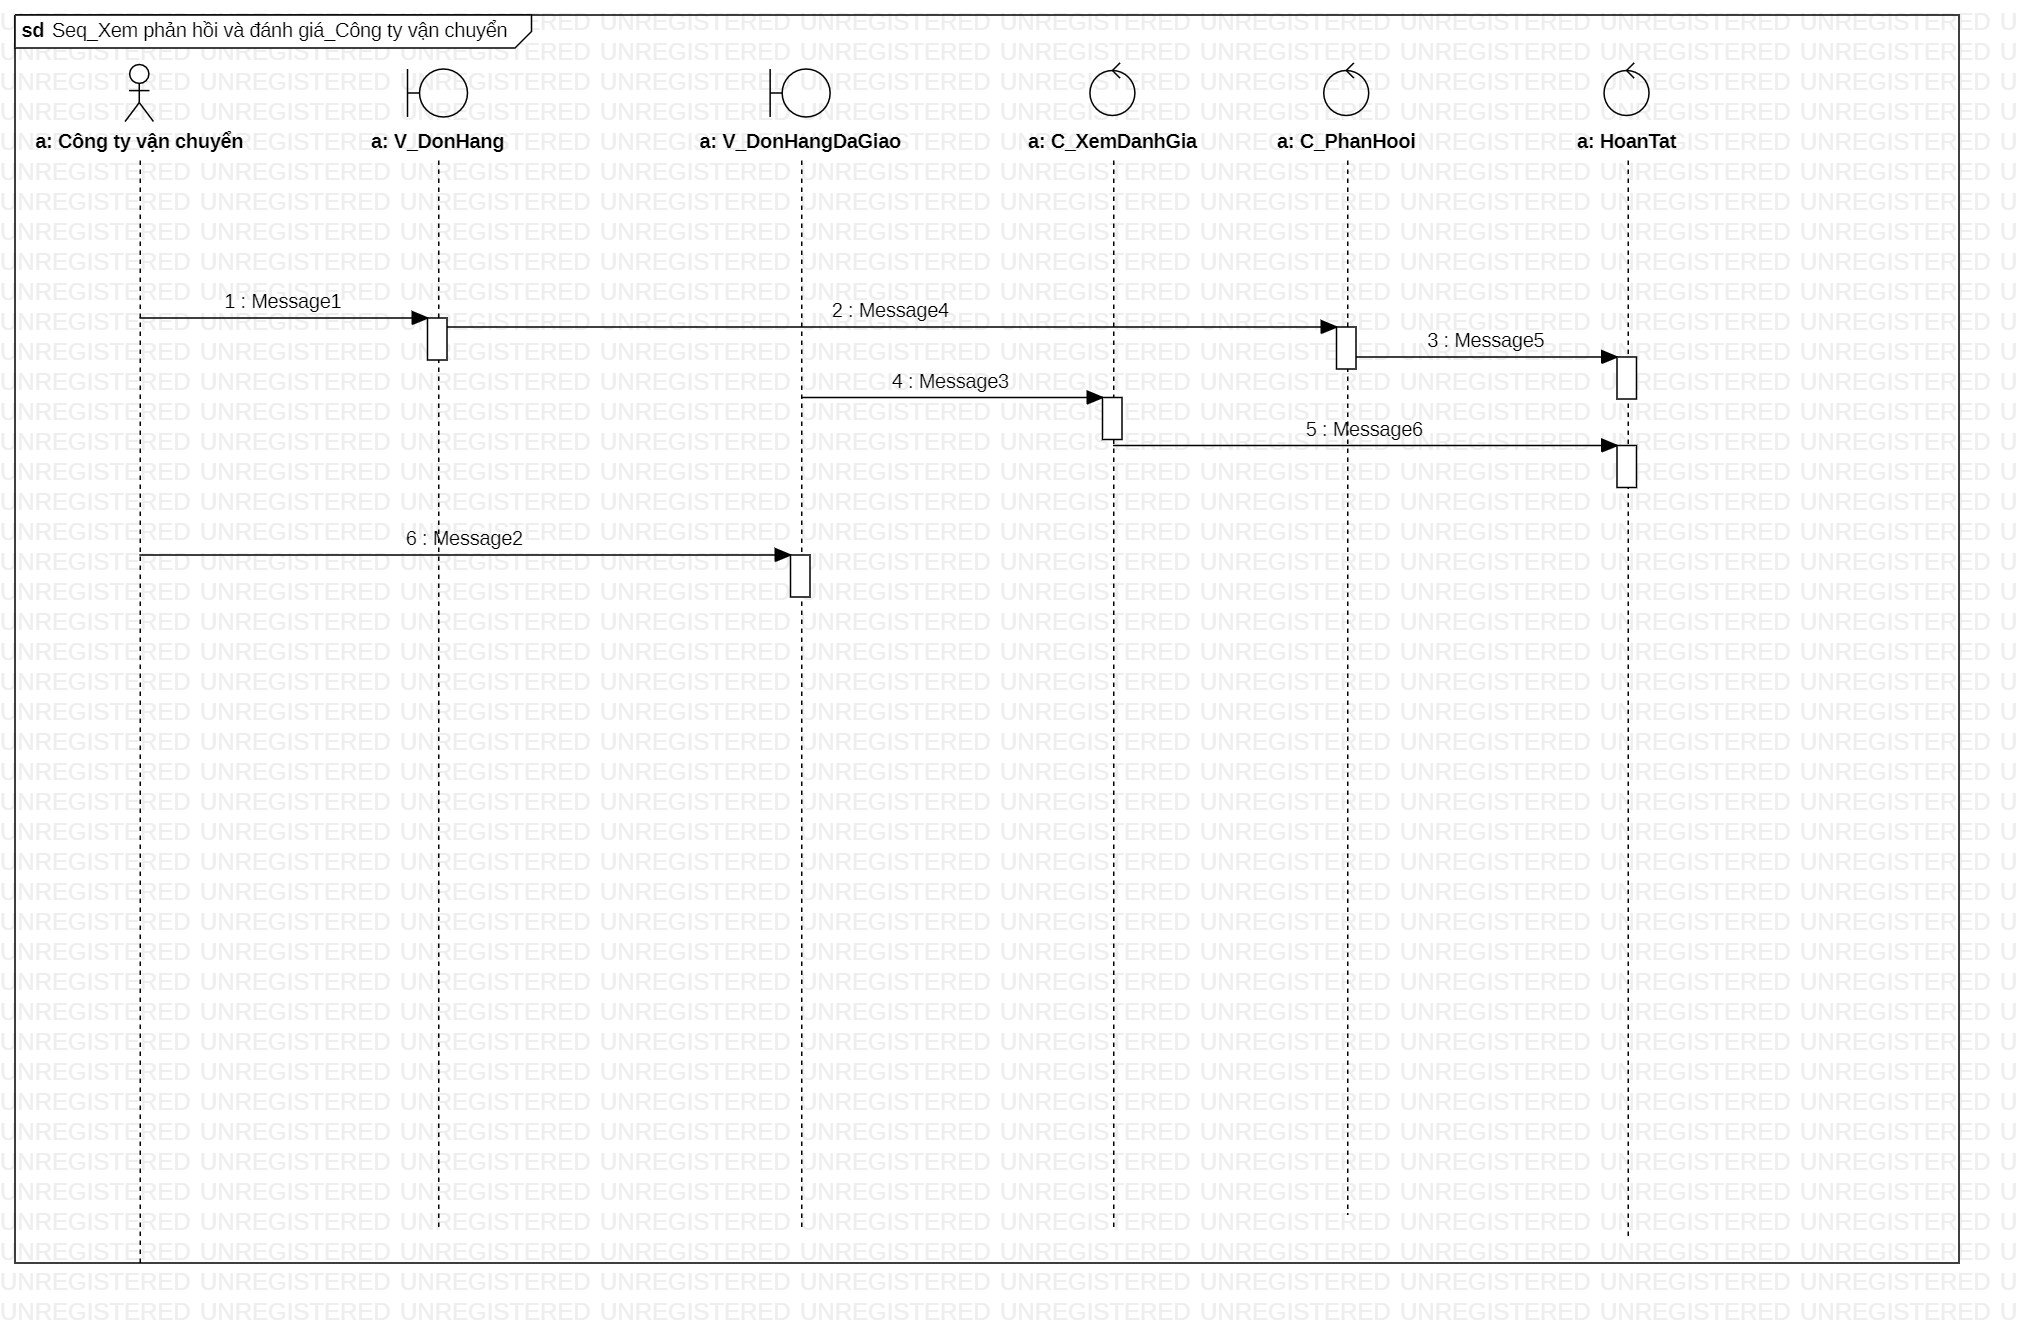 sd Seq_Xem phản hồi và đánh giá_Công ty vận chuyển
a: Công ty vận chuyển
a: V_DonHang
a: V_DonHangDaGiao
a: C_XemDanhGia
a: C_PhanHooi
a: HoanTat
1 : Message1
2 : Message4
3 : Message5
4 : Message3
5 : Message6
6 : Message2
UNREGISTERED